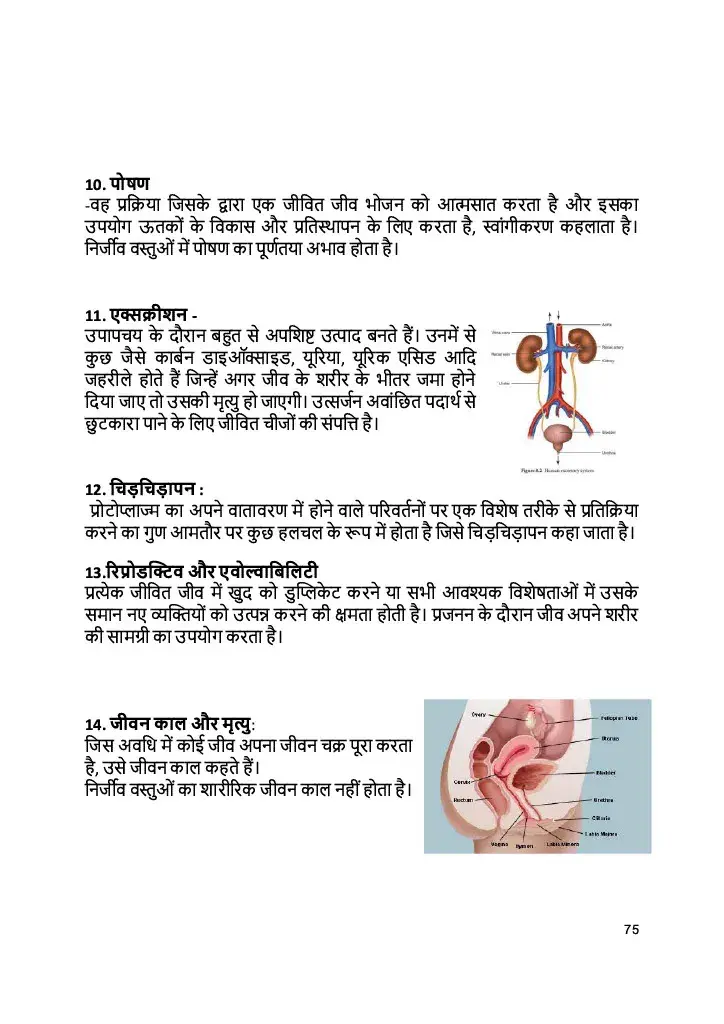 10. पोषण
-वह प्रक्रिया जिसके द्वारा एक जीवित जीव भोजन को आत्मसात करता है और इसका
उपयोग ऊतकों के विकास और प्रतिस्थापन के लिए करता है, स्वांगीकरण कहलाता है।
निर्जीव वस्तुओं में पोषण का पूर्णतया अभाव होता है।
11. एक्सक्रीशन -
उपापचय के दौरान बहुत से अपशिष्ट उत्पाद बनते हैं। उनमें से
कुछ जैसे कार्बन डाइऑक्साइड, यूरिया, यूरिक एसिड आदि
जहरीले होते हैं जिन्हें अगर जीव के शरीर के भीतर जमा होने
दिया जाए तो उसकी मृत्यु हो जाएगी। उत्सर्जन अवांछित पदार्थ से
छुटकारा पाने के लिए जीवित चीजों की संपत्ति है।
Vena cava
Aorta
Renal vein
Renal artery
Kidney
Ureter
Bladder
Urethra
Figure 8.2. Human excretory system
12. चिड़चिड़ापन :
प्रोटोप्लाज्म का अपने वातावरण में होने वाले परिवर्तनों पर एक विशेष तरीके से प्रतिक्रिया
करने का गुण आमतौर पर कुछ हलचल के रूप में होता है जिसे चिड़चिड़ापन कहा जाता है।
13.रिप्रोडक्टिव और एवोल्वाबिलिटी
प्रत्येक जीवित जीव में खुद को डुप्लिकेट करने या सभी आवश्यक विशेषताओं में उसके
समान नए व्यक्तियों को उत्पन्न करने की क्षमता होती है। प्रजनन के दौरान जीव अपने शरीर
की सामग्री का उपयोग करता है।
14. जीवन काल और मृत्यु:
जिस अवधि में कोई जीव अपना जीवन चक्र पूरा करता
है, उसे जीवन काल कहते हैं।
निर्जीव वस्तुओं का शारीरिक जीवन काल नहीं होता है।
Ovary
Fallopian Tube
Uterus
Bladder
Cervix
Rectum
Urethra
Clitoris
Labia Majora
Vagina
Hymen
Labia Minora
75